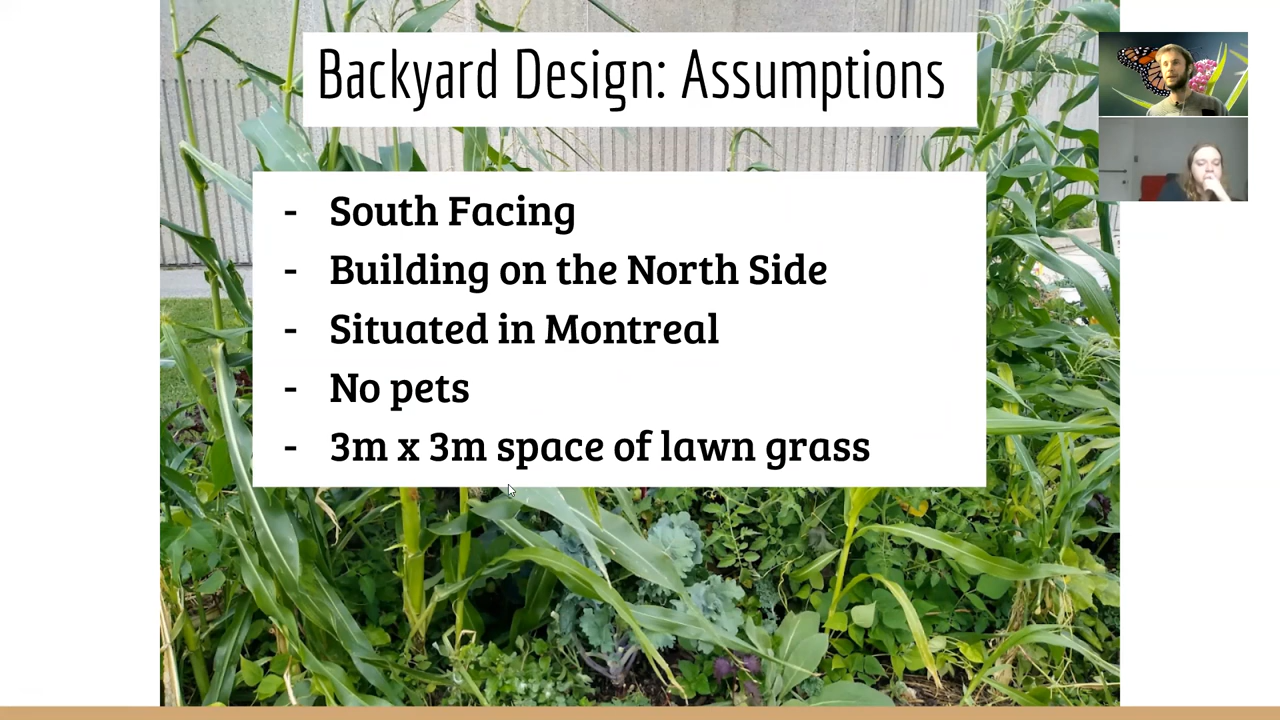 Backyard Design: Assumptions
- South Facing
- Building on the North Side
- Situated in Montreal
- No pets
- 3m x 3m space of lawn grass